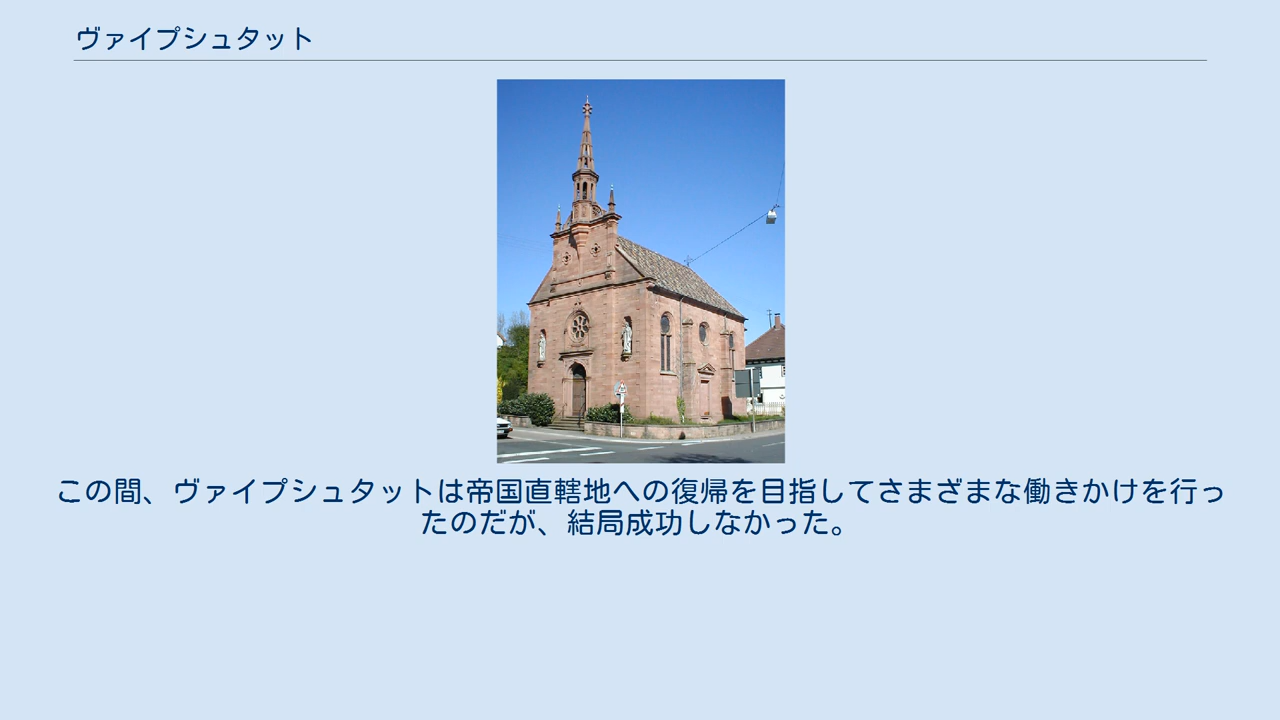 ヴァイプシュタット
この間、ヴァイプシュタットは帝国直轄地への復帰を目指してさまざまな働きかけを行っ
たのだが、結局成功しなかった。